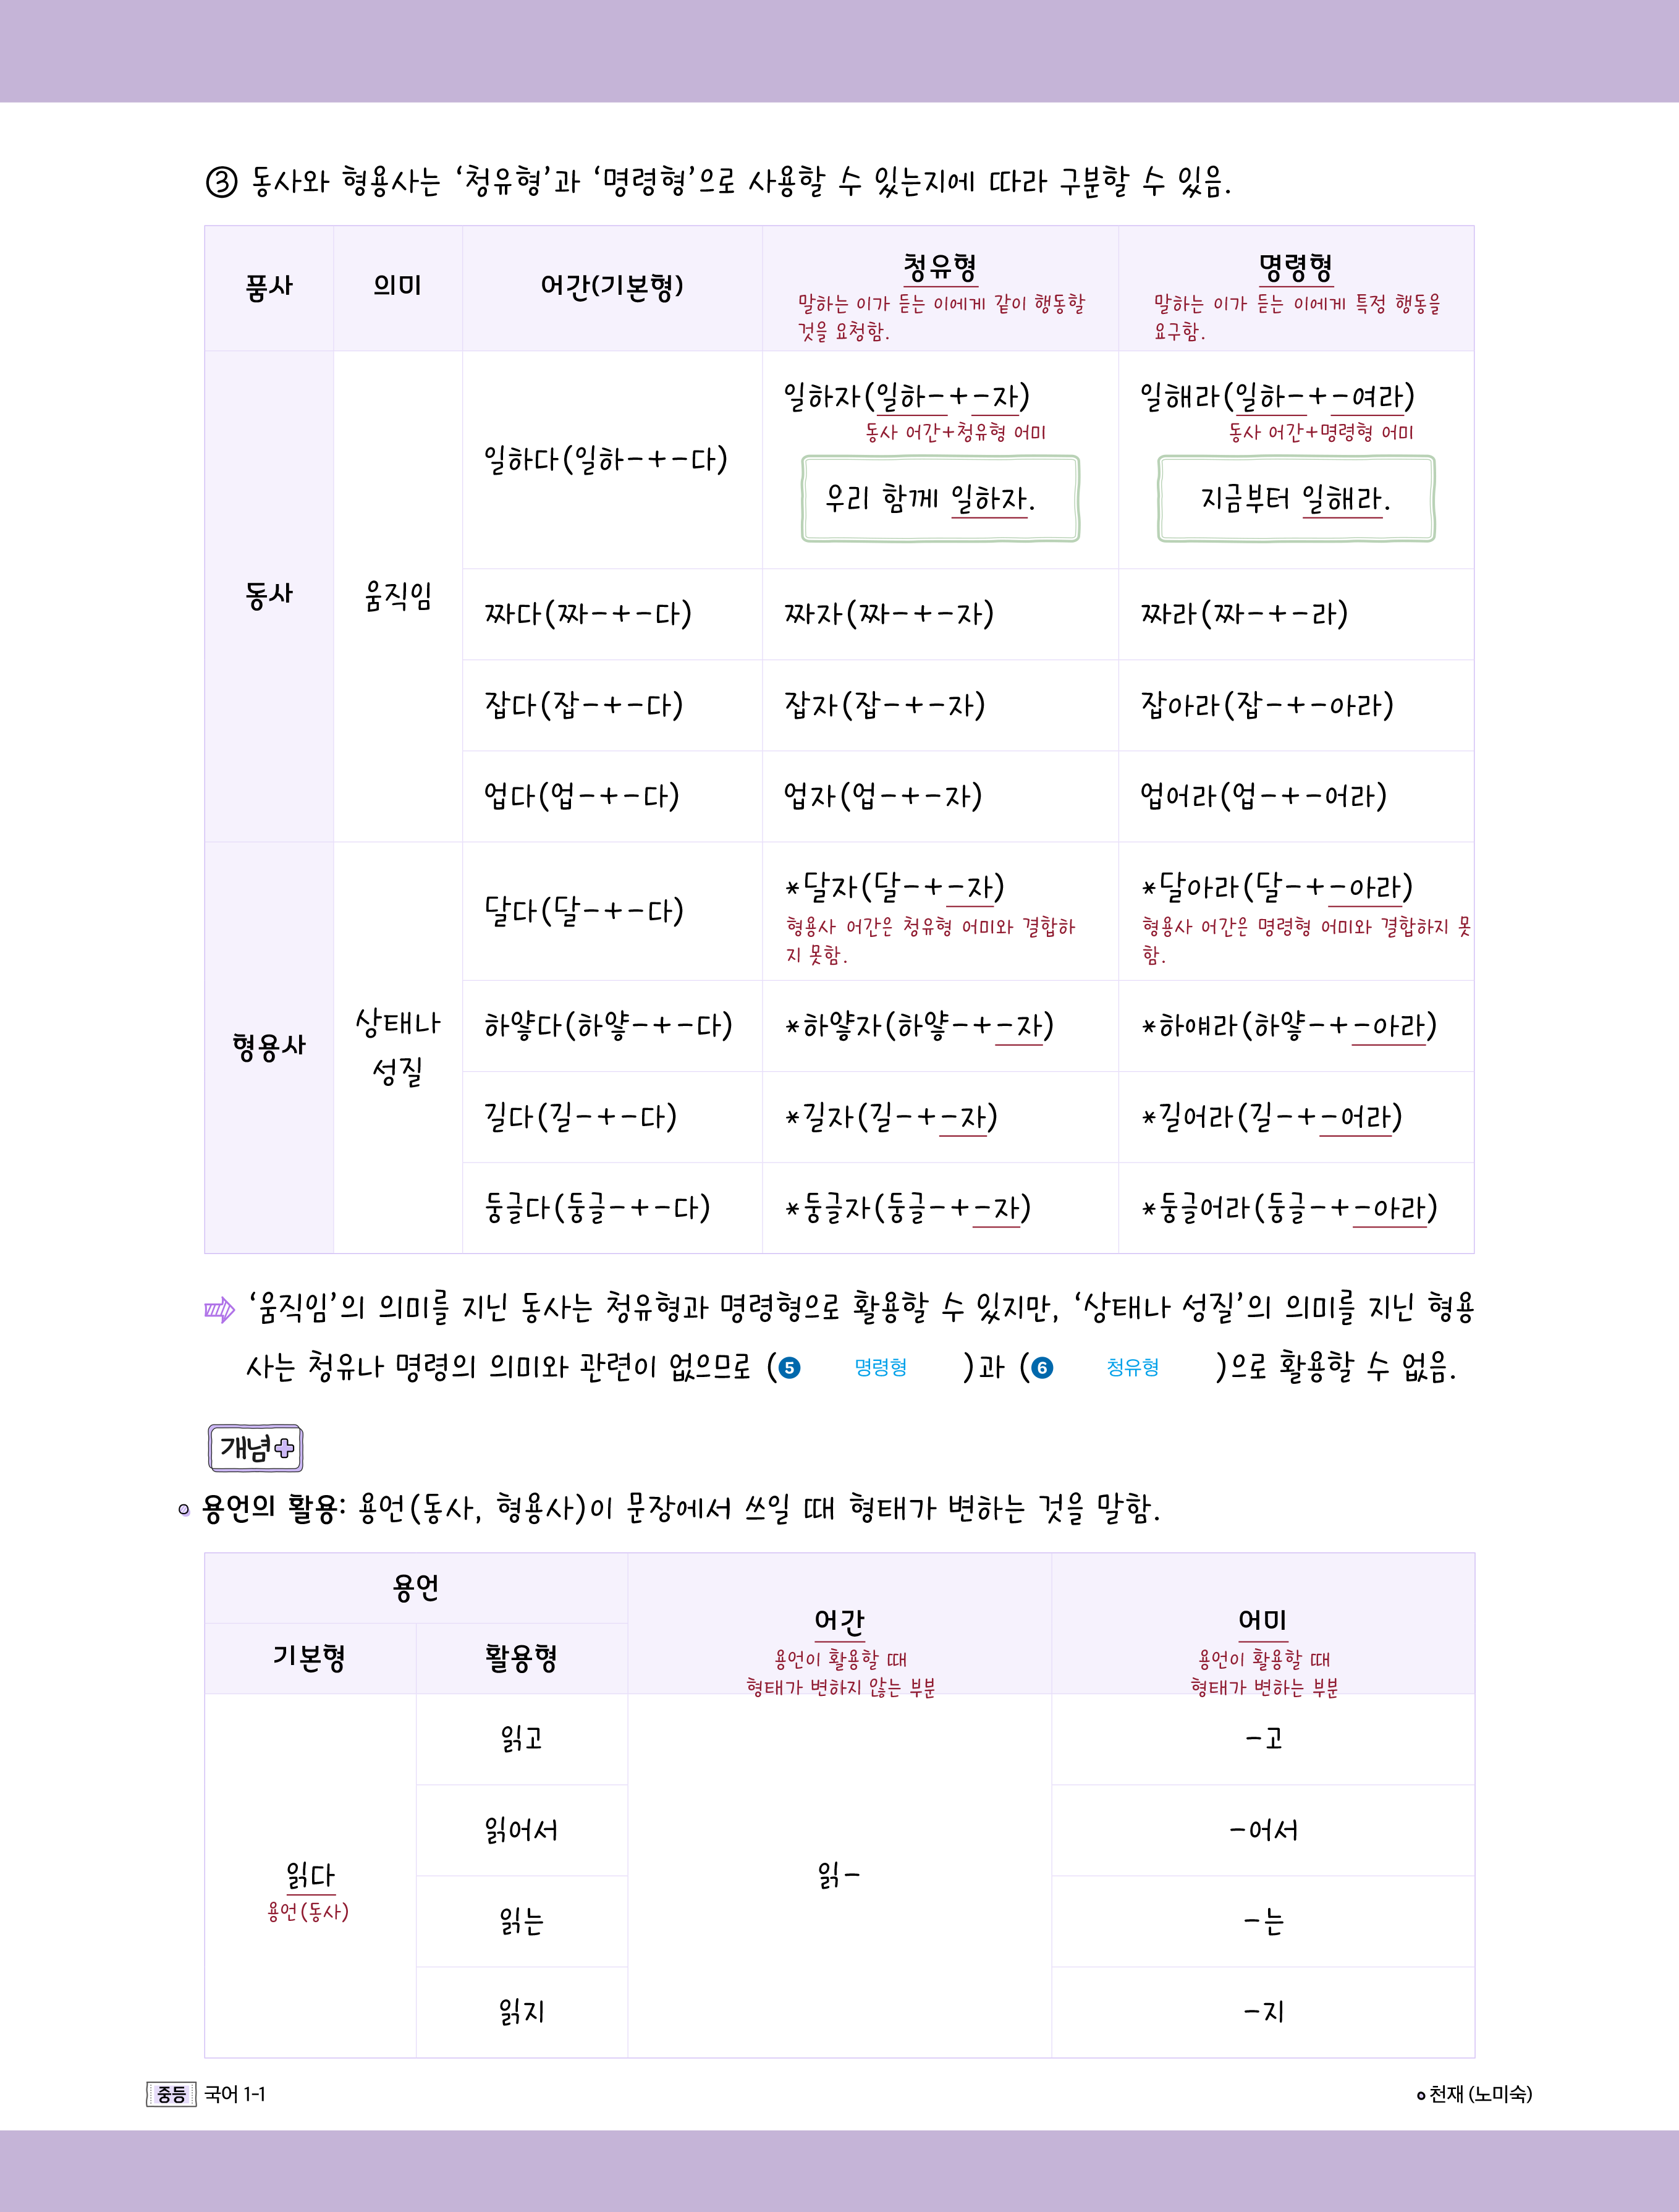 ③ 동사와 형용사는 ‘청유형’과 ‘명령형’으로 사용할 수 있는지에 따라 구분할 수 있음.
품사 의미 어간(기본형) 청유형 명령형
말하는 이가 듣는 이에게 같이 행동할 말하는 이가 듣는 이에게 특정 행동을
것을 요청함. 요구함.
일하자(일하-+-자) 일해라(일하-+-여라)
동사 어간+청유형 어미 동사 어간+명령형 어미
일하다(일하-+-다)
우리 함께 일하자. 지금부터 일해라.
동사 움직임
짜다(짜-+-다) 짜자(짜-+-자) 짜라(짜-+-라)
잡다(잡-+-다) 잡자(잡-+-자) 잡아라(잡-+-아라)
업다(업-+-다) 업자(업-+-자) 업어라(업-+-어라)
달다(달-+-다) *달자(달-+-자) *달아라(달-+-아라)
형용사 어간은 청유형 어미와 결합하 형용사 어간은 명령형 어미와 결합하지 못
지 못함. 함.
형용사 상태나
성질
하얗다(하얗-+-다) *하얗자(하얗-+-자) *하얘라(하얗-+-아라)
길다(길-+-다) *길자(길-+-자) *길어라(길-+-어라)
둥글다(둥글-+-다) *둥글자(둥글-+-자) *둥글어라(둥글-+-아라)
‘움직임’의 의미를 지닌 동사는 청유형과 명령형으로 활용할 수 있지만, ‘상태나 성질’의 의미를 지닌 형용
사는 청유나 명령의 의미와 관련이 없으므로 (5 명령형 )과 (6 청유형 )으로 활용할 수 없음.
개념+
용언의 활용: 용언(동사, 형용사)이 문장에서 쓰일 때 형태가 변하는 것을 말함.
용언 어간 어미
기본형 활용형 용언이 활용할 때 용언이 활용할 때
형태가 변하지 않는 부분 형태가 변하는 부분
읽고 -고
읽어서 -어서
읽다 읽-
용언(동사)
읽는 -는
읽지 -지
중등 국어 1-1 천재 (노미숙)